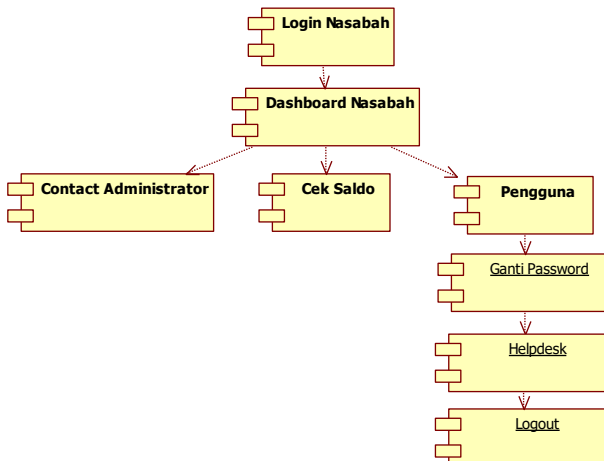 Login Nasabah
Dashboard Nasabah
Contact Administrator
Cek Saldo
Pengguna
Ganti Password
Helpdesk
Logout